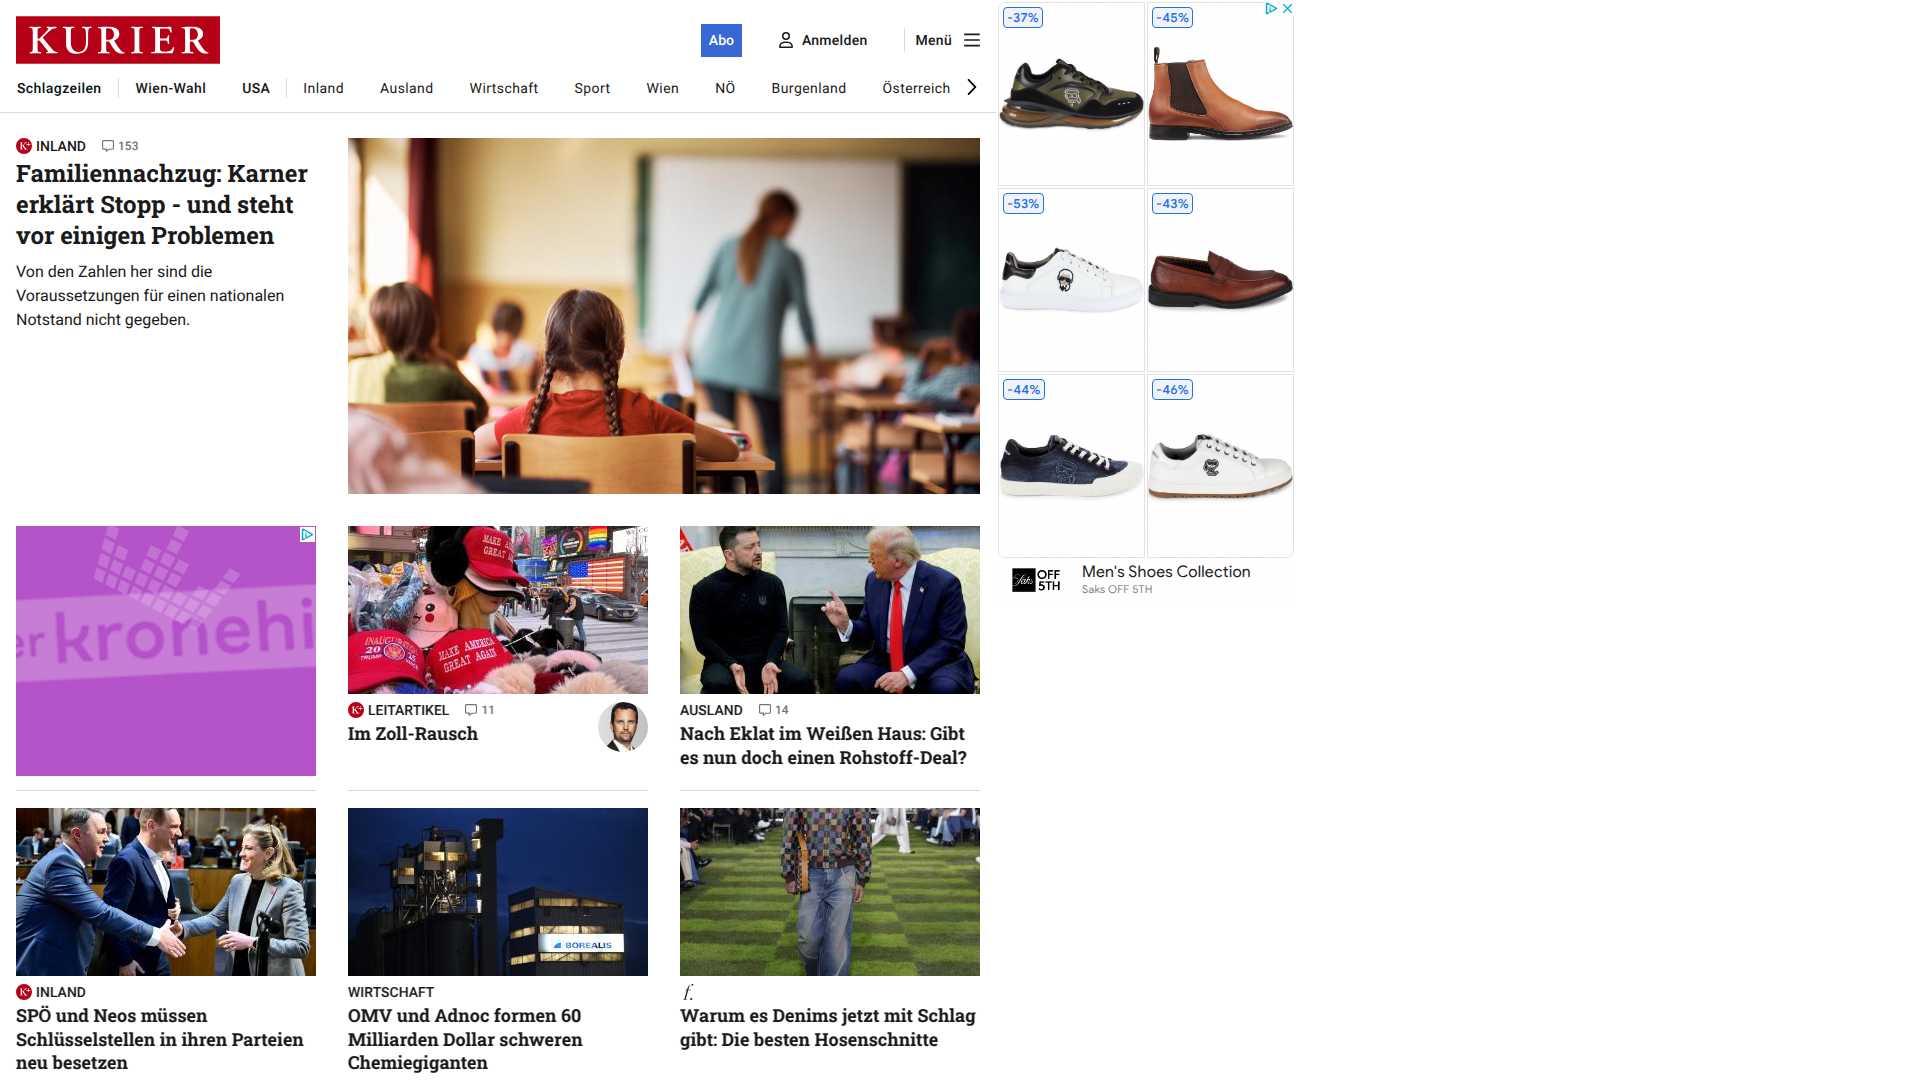 KURIER
Abo
Anmelden
Menü
Schlagzeilen
Wien-Wahl
USA
Inland
Ausland
Wirtschaft
Sport
Wien
NÖ
Burgenland
Österreich
K+ INLAND 153
Familiennachzug: Karner
erklärt Stopp - und steht
vor einigen Problemen
Von den Zahlen her sind die
Voraussetzungen für einen nationalen
Notstand nicht gegeben.
er kronehi
MAKE AMERICA
GREAT AGAIN
K+ LEITARTIKEL 11
Im Zoll-Rausch
AUSLAND 14
Nach Eklat im Weißen Haus: Gibt
es nun doch einen Rohstoff-Deal?
K+ INLAND
SPÖ und Neos müssen
Schlüsselstellen in ihren Parteien
neu besetzen
BOREALIS
WIRTSCHAFT
OMV und Adnoc formen 60
Milliarden Dollar schweren
Chemiegiganten
f.
Warum es Denims jetzt mit Schlag
gibt: Die besten Hosenschnitte
-37%
-45%
-53%
-43%
-44%
-46%
Saks OFF
5TH
Men's Shoes Collection
Saks OFF 5TH